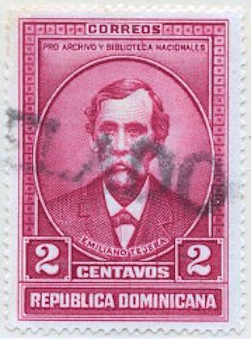 CORREOS
PRO ARCHIVO Y BIBLIOTECA NACIONALES
EMILIANO TEJERA
2 CENTAVOS 2
REPUBLICA DOMINICANA